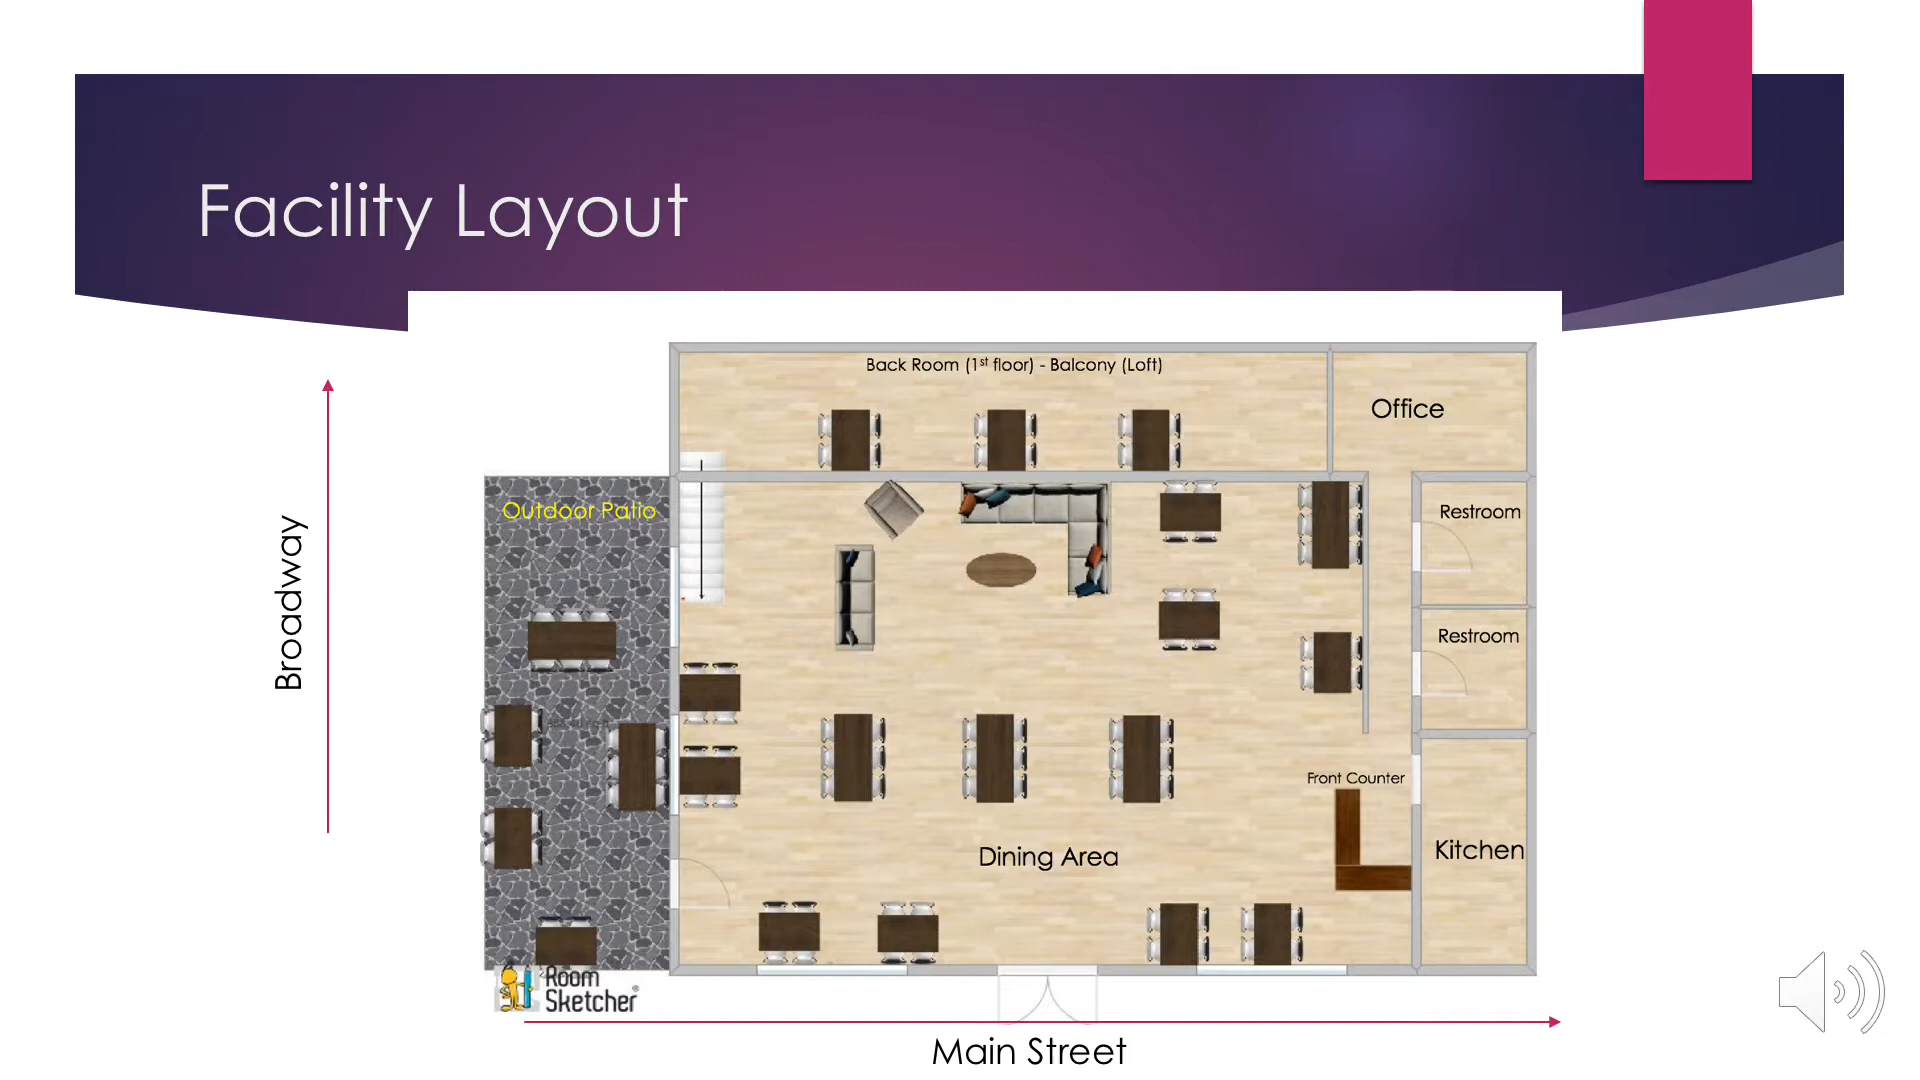 Facility Layout
Back Room (1st floor) - Balcony (Loft)
Office
Outdoor Patio
Restroom
Broadway
Restroom
Front Counter
Dining Area
Kitchen
Room
Sketcher®
Main Street